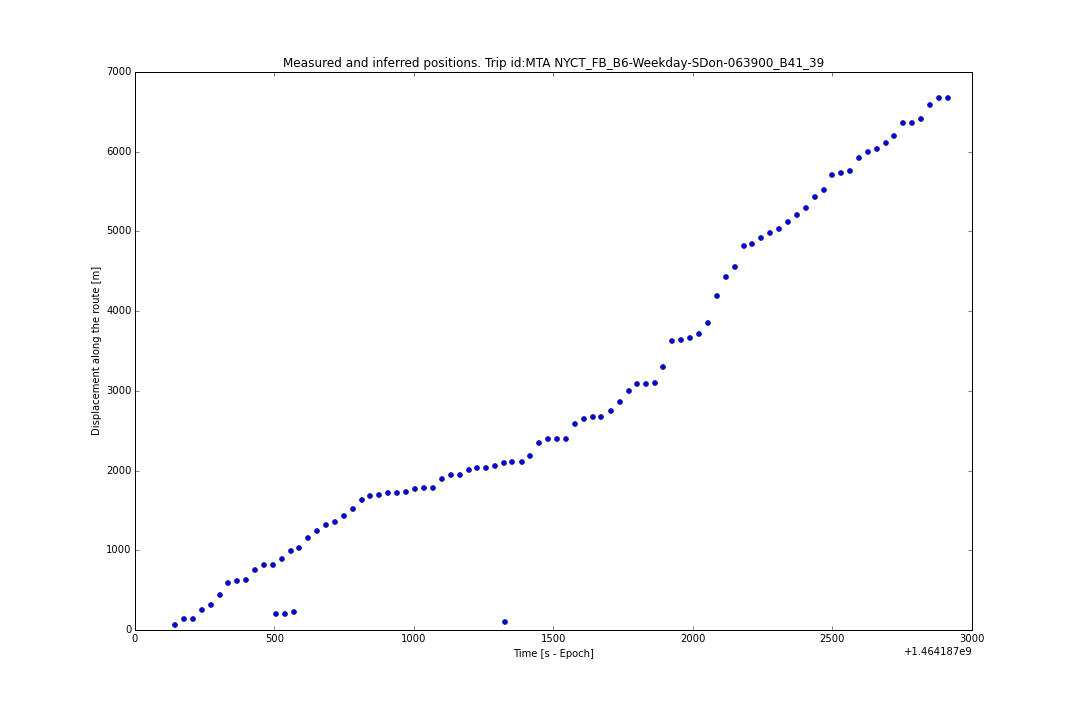 Measured and inferred positions. Trip id:MTA NYCT_FB_B6-Weekday-SDon-063900_B41_39
7000
6000
5000
4000
3000
2000
1000
0
Displacement along the route [m]
0 500 1000 1500 2000 2500 3000
Time [s - Epoch]
+1.464187e9